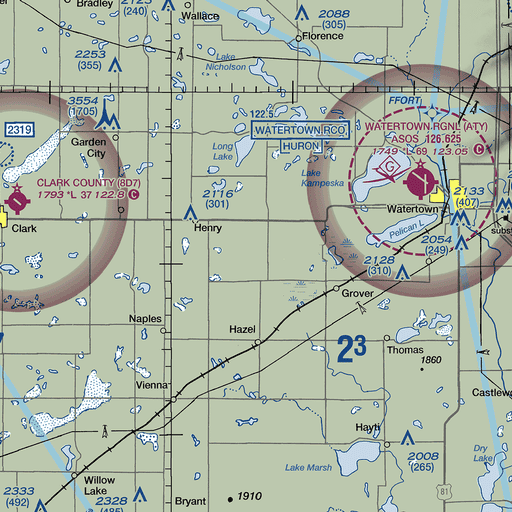 Bradley
2123
(240)
Wallace
2088
(305)
Florence
2253
(355)
Lake
Nicholson
3554
(1705)
FFORT
122.5
WATERTOWN RCO
HURON
WATERTOWN RGNL (ATY)
ASOS 126.625
1749 *L 69 123.05 C
2319
Garden
City
Long
Lake
Lake
Kampeska
G
CLARK COUNTY (8D7)
1793 *L 37 122.8 C
2116
(301)
2133
(407)
Watertown
Clark
Henry
Pelican L
2054
(249)
2128
(310)
Grover
Naples
Hazel
23
Thomas
1860
Vienna
Hayti
2008
(265)
Lake Marsh
Dry
Lake
Willow
Lake
2333
(492)
2328
(485)
Bryant
1910
81